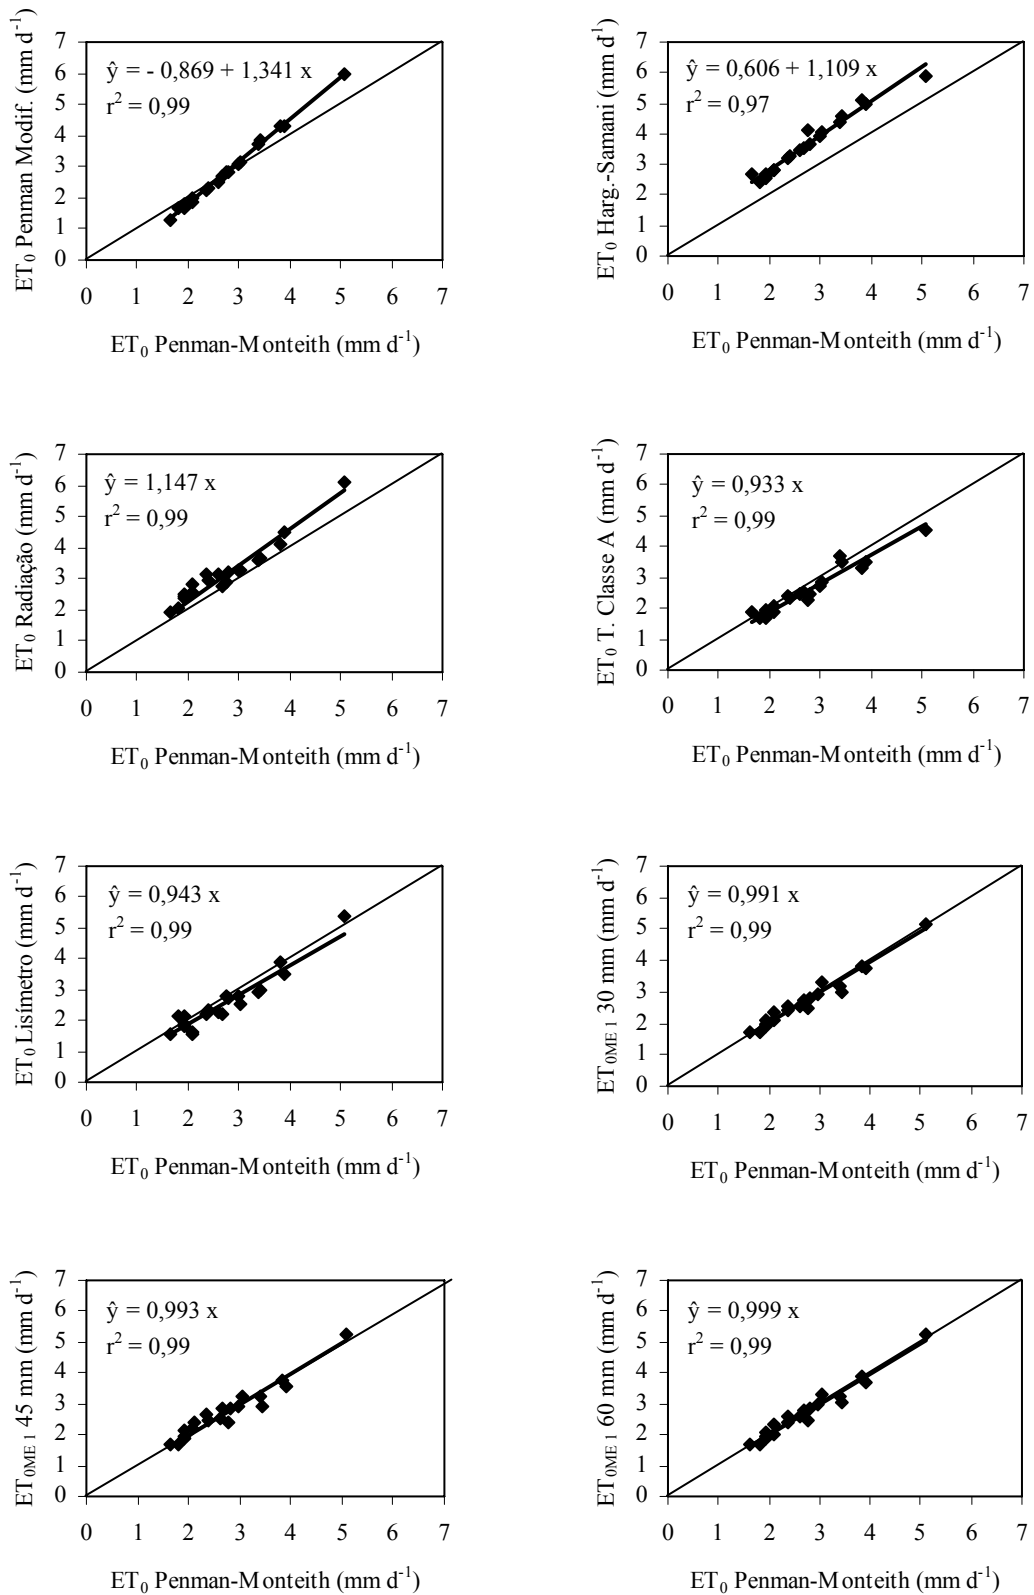 ET₀ Penman Modif. (mm d⁻¹)
7
6
5
4
3
2
1
0
ŷ = - 0,869 + 1,341 x
r² = 0,99
0 1 2 3 4 5 6 7
ET₀ Penman-Monteith (mm d⁻¹)
ET₀ Harg.-Samani (mm d⁻¹)
7
6
5
4
3
2
1
0
ŷ = 0,606 + 1,109 x
r² = 0,97
0 1 2 3 4 5 6 7
ET₀ Penman-Monteith (mm d⁻¹)
ET₀ Radiação (mm d⁻¹)
7
6
5
4
3
2
1
0
ŷ = 1,147 x
r² = 0,99
0 1 2 3 4 5 6 7
ET₀ Penman-Monteith (mm d⁻¹)
ET₀ T. Classe A (mm d⁻¹)
7
6
5
4
3
2
1
0
ŷ = 0,933 x
r² = 0,99
0 1 2 3 4 5 6 7
ET₀ Penman-Monteith (mm d⁻¹)
ET₀ Lisímetro (mm d⁻¹)
7
6
5
4
3
2
1
0
ŷ = 0,943 x
r² = 0,99
0 1 2 3 4 5 6 7
ET₀ Penman-Monteith (mm d⁻¹)
ET₀ME 1 30 mm (mm d⁻¹)
7
6
5
4
3
2
1
0
ŷ = 0,991 x
r² = 0,99
0 1 2 3 4 5 6 7
ET₀ Penman-Monteith (mm d⁻¹)
ET₀ME 1 45 mm (mm d⁻¹)
7
6
5
4
3
2
1
0
ŷ = 0,993 x
r² = 0,99
0 1 2 3 4 5 6 7
ET₀ Penman-Monteith (mm d⁻¹)
ET₀ME 1 60 mm (mm d⁻¹)
7
6
5
4
3
2
1
0
ŷ = 0,999 x
r² = 0,99
0 1 2 3 4 5 6 7
ET₀ Penman-Monteith (mm d⁻¹)